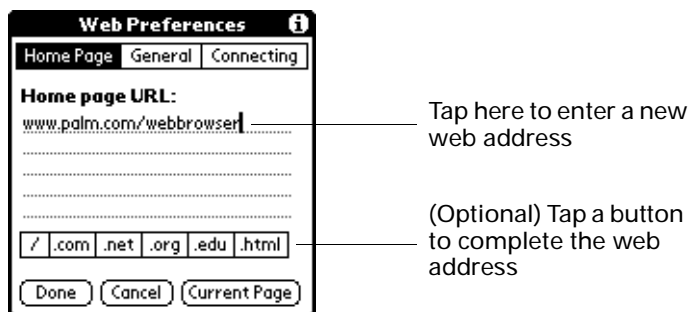 Web Preferences i
Home Page General Connecting
Home page URL:
www.palm.com/webbrowser
/ .com .net .org .edu .html
Done Cancel Current Page
Tap here to enter a new
web address
(Optional) Tap a button
to complete the web
address